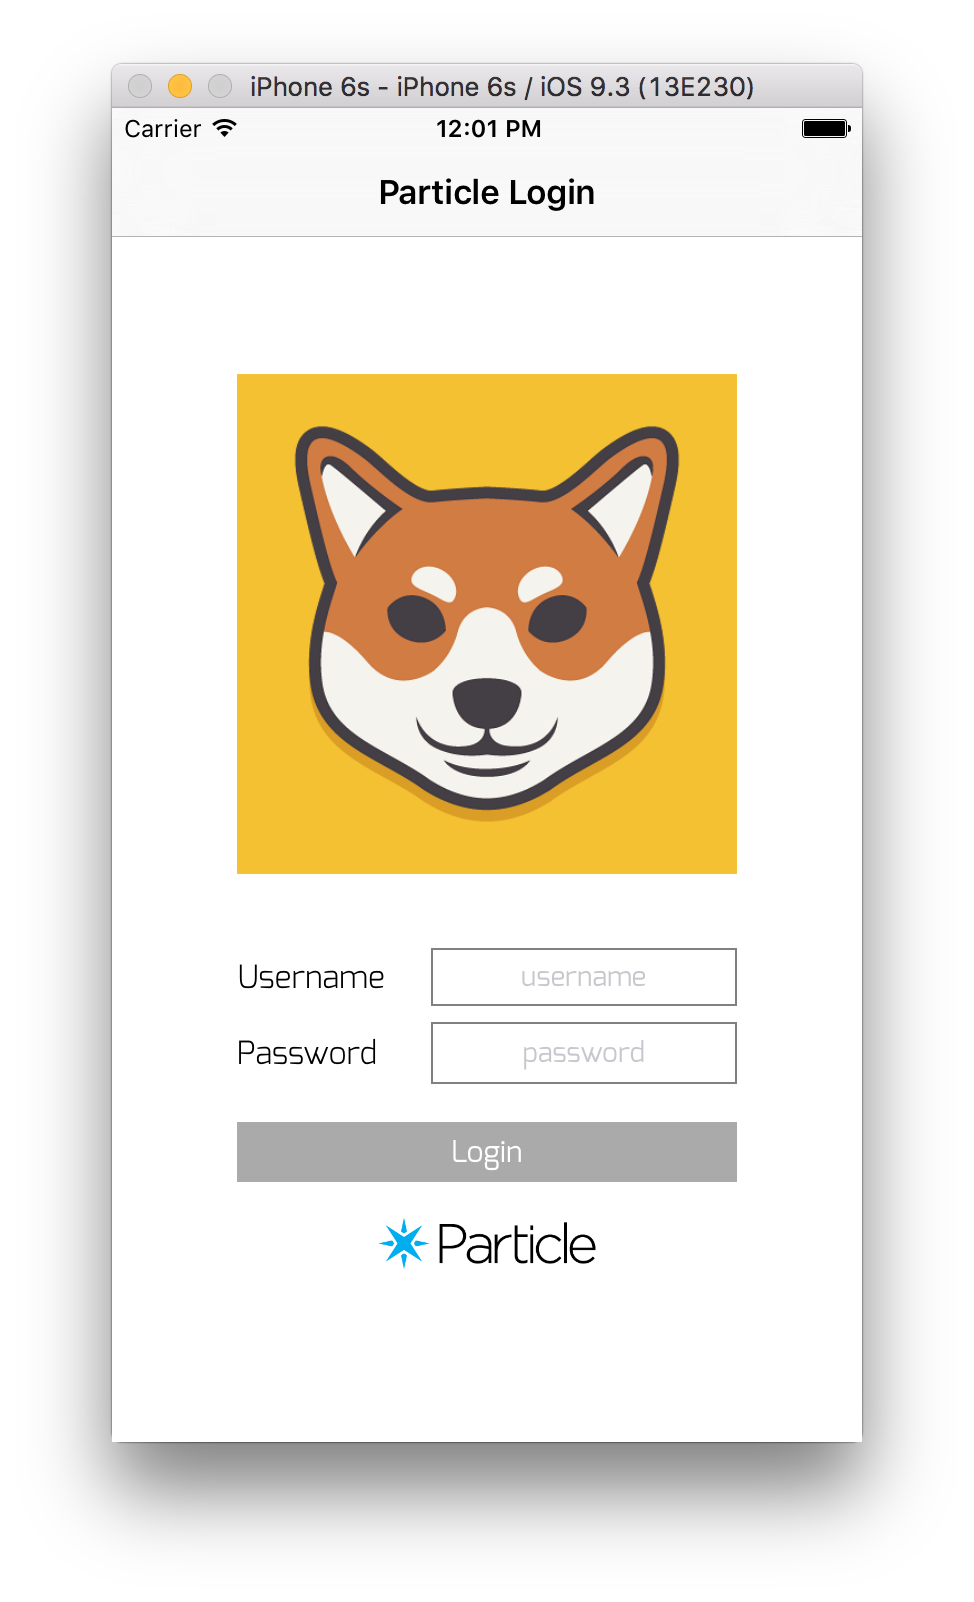 iPhone 6s - iPhone 6s / iOS 9.3 (13E230)
Carrier 12:01 PM
Particle Login
Username username
Password password
Login
Particle